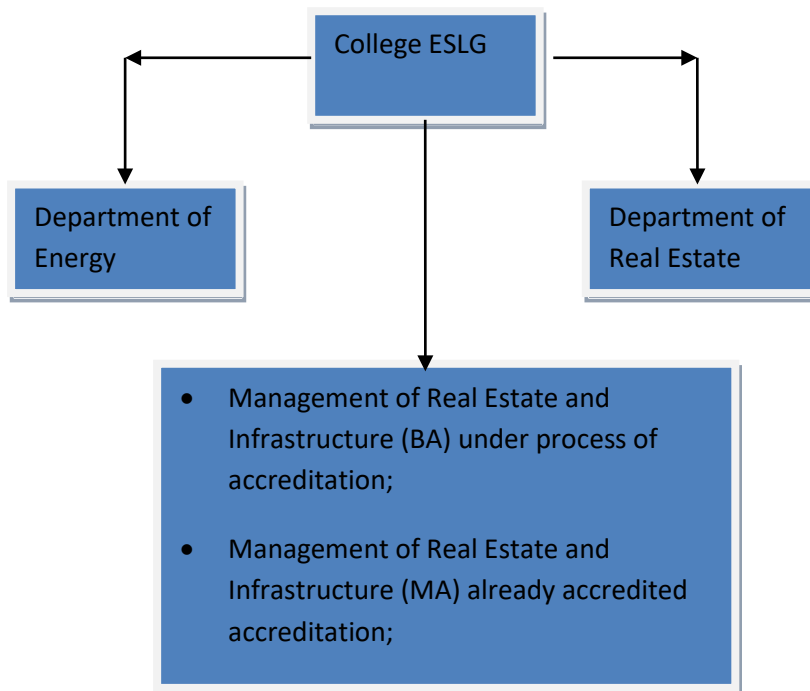 College ESLG
Department of
Energy
Department of
Real Estate
• Management of Real Estate and
Infrastructure (BA) under process of
accreditation;
• Management of Real Estate and
Infrastructure (MA) already accredited
accreditation;